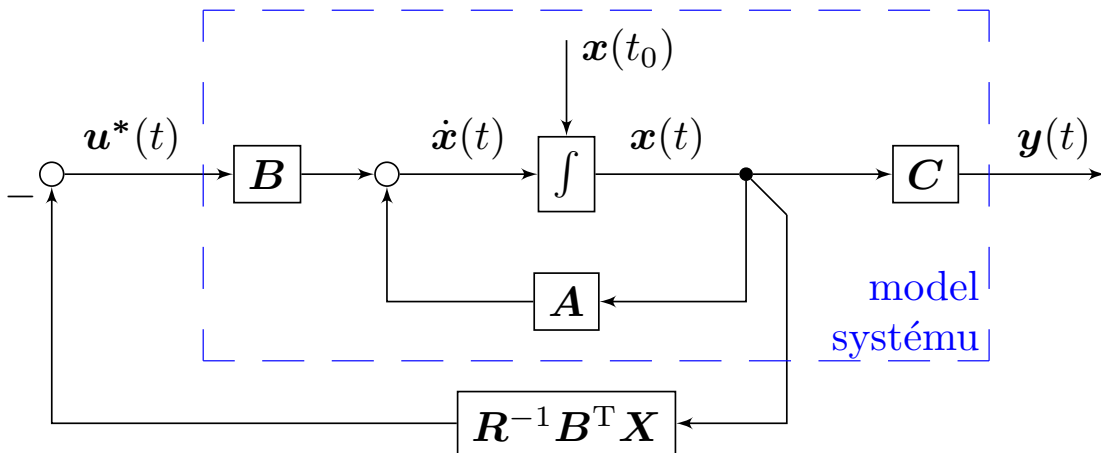 x(t₀)
u*(t)
ẋ(t)
x(t)
y(t)
−
B
∫
C
A
model
systému
R⁻¹BᵀX